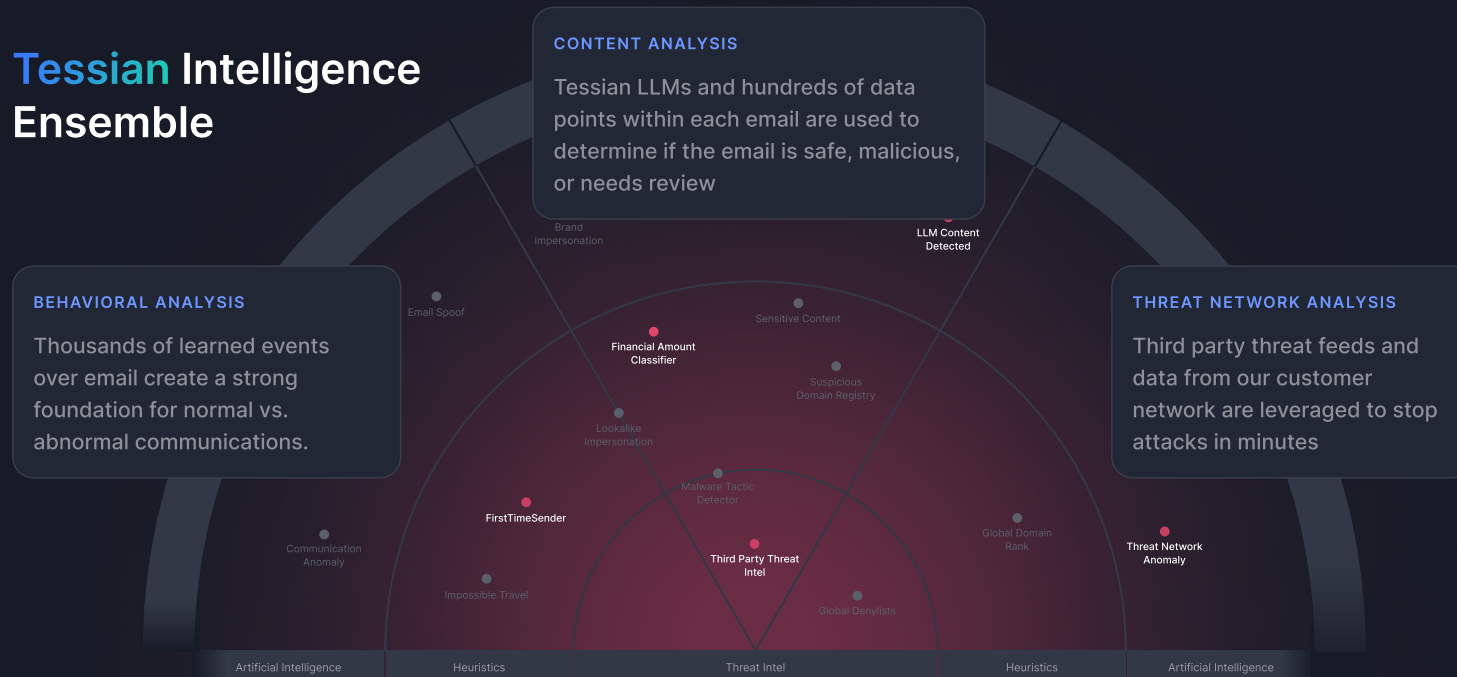 Tessian Intelligence
Ensemble
CONTENT ANALYSIS
Tessian LLMs and hundreds of data
points within each email are used to
determine if the email is safe, malicious,
or needs review
Brand
Impersonation
LLM Content
Detected
BEHAVIORAL ANALYSIS
Thousands of learned events
over email create a strong
foundation for normal vs.
abnormal communications.
Email Spoof
Financial Amount
Classifier
Sensitive Content
Suspicious
Domain Registry
Lookalike
Impersonation
THREAT NETWORK ANALYSIS
Third party threat feeds and
data from our customer
network are leveraged to stop
attacks in minutes
Malware Tactic
Detector
FirstTimeSender
Communication
Anomaly
Impossible Travel
Third Party Threat
Intel
Global Denylists
Global Domain
Rank
Threat Network
Anomaly
Artificial Intelligence
Heuristics
Threat Intel
Heuristics
Artificial Intelligence